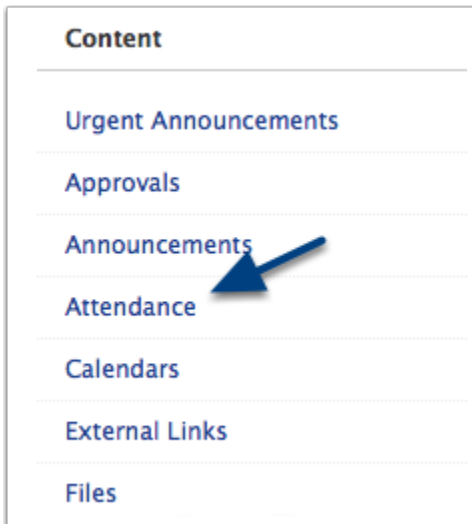 Content
Urgent Announcements
Approvals
Announcements
Attendance
Calendars
External Links
Files